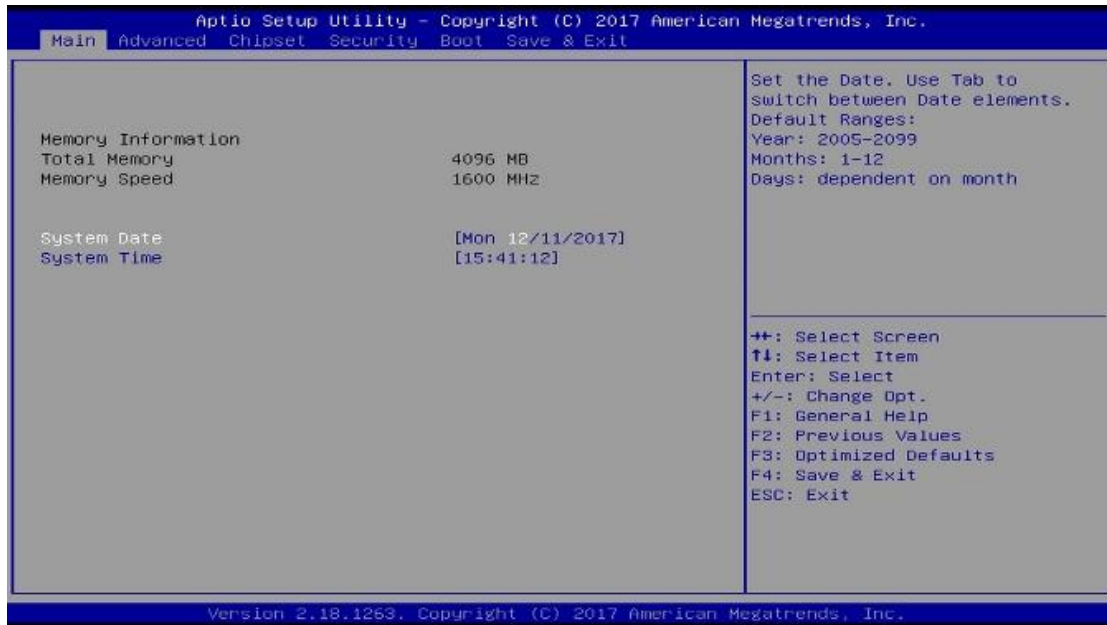 Aptio Setup Utility - Copyright (C) 2017 American Megatrends, Inc.
Main Advanced Chipset Security Boot Save & Exit
Memory Information
Total Memory 4096 MB
Memory Speed 1600 MHz
System Date [Mon 12/11/2017]
System Time [15:41:12]
Set the Date. Use Tab to
switch between Date elements.
Default Ranges:
Year: 2005-2099
Months: 1-12
Days: dependent on month
→←: Select Screen
↑↓: Select Item
Enter: Select
+/-: Change Opt.
F1: General Help
F2: Previous Values
F3: Optimized Defaults
F4: Save & Exit
ESC: Exit
Version 2.18.1263. Copyright (C) 2017 American Megatrends, Inc.